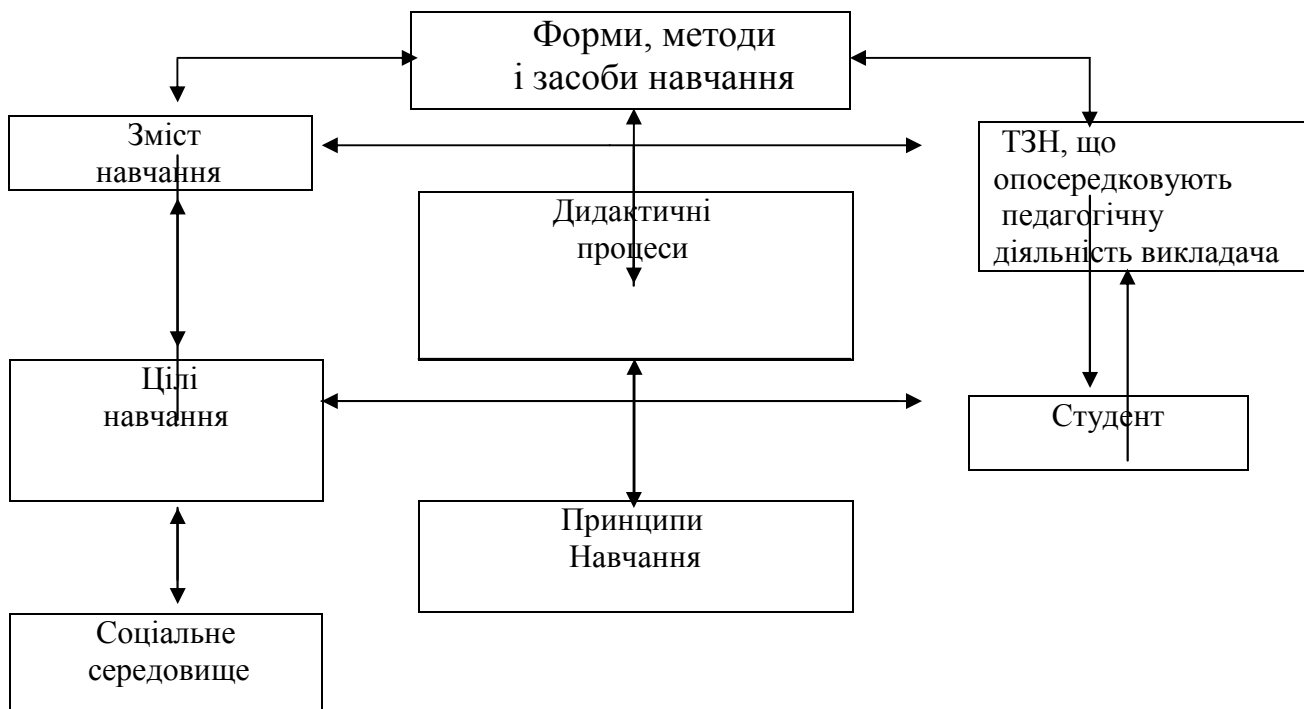 Форми, методи
і засоби навчання
Зміст
навчання
ТЗН, що
опосередковують
педагогічну
діяльність викладача
Дидактичні
процеси
Цілі
навчання
Студент
Принципи
Навчання
Соціальне
середовище